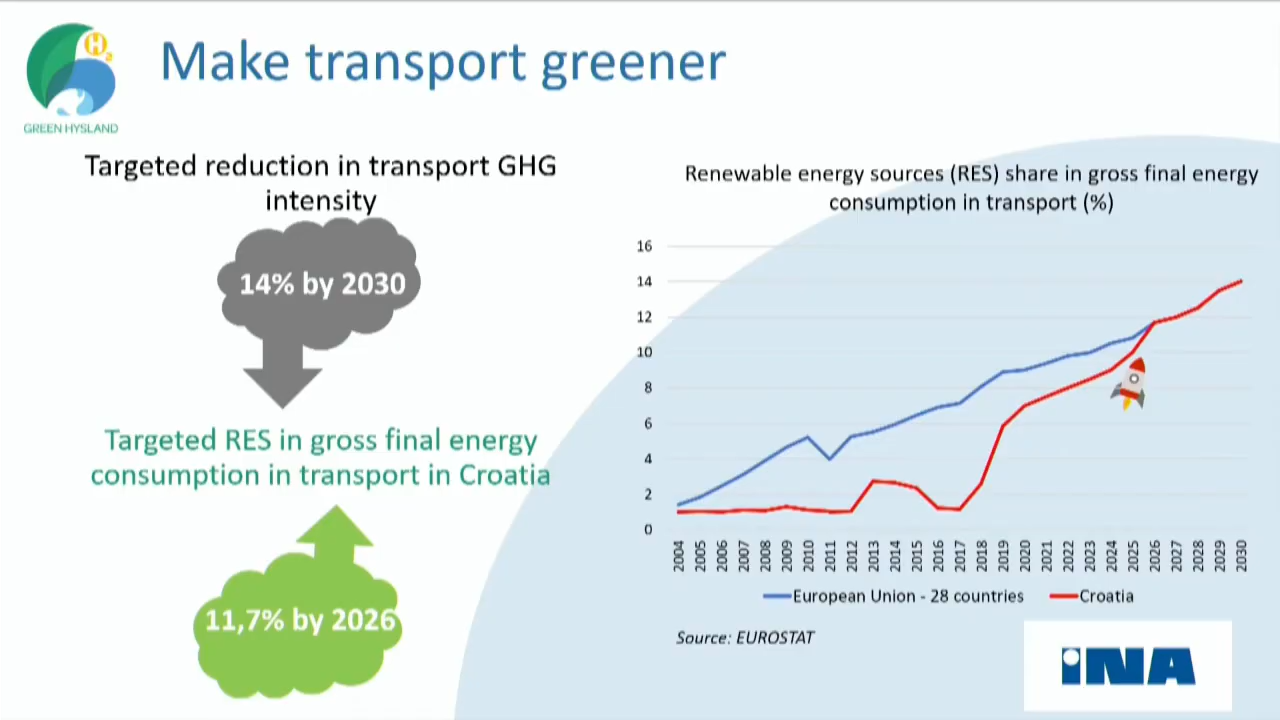 H2
GREEN HYSLAND
Make transport greener
Targeted reduction in transport GHG
intensity
14% by 2030
Targeted RES in gross final energy
consumption in transport in Croatia
11,7% by 2026
Renewable energy sources (RES) share in gross final energy
consumption in transport (%)
16
14
12
10
8
6
4
2
0
2004 2005 2006 2007 2008 2009 2010 2011 2012 2013 2014 2015 2016 2017 2018 2019 2020 2021 2022 2023 2024 2025 2026 2027 2028 2029 2030
European Union - 28 countries Croatia
Source: EUROSTAT
INA